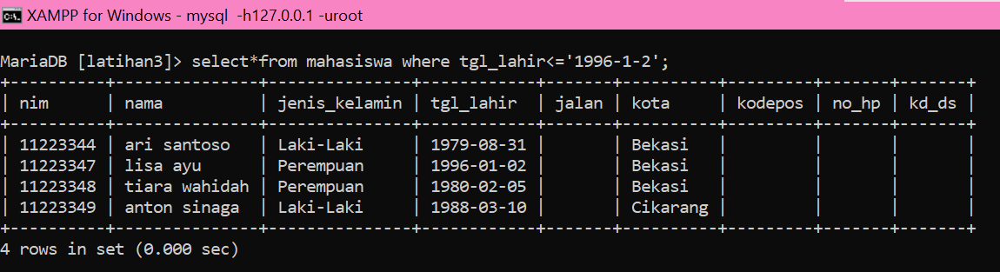 XAMPP for Windows - mysql  -h127.0.0.1 -uroot
MariaDB [latihan3]> select*from mahasiswa where tgl_lahir<='1996-1-2';
+----------+---------------+---------------+------------+-------+----------+---------+-------+-------+
| nim      | nama          | jenis_kelamin | tgl_lahir  | jalan | kota     | kodepos | no_hp | kd_ds |
+----------+---------------+---------------+------------+-------+----------+---------+-------+-------+
| 11223344 | ari santoso   | Laki-Laki     | 1979-08-31 |       | Bekasi   |         |       |       |
| 11223347 | lisa ayu      | Perempuan     | 1996-01-02 |       | Bekasi   |         |       |       |
| 11223348 | tiara wahidah | Perempuan     | 1980-02-05 |       | Bekasi   |         |       |       |
| 11223349 | anton sinaga  | Laki-Laki     | 1988-03-10 |       | Cikarang |         |       |       |
+----------+---------------+---------------+------------+-------+----------+---------+-------+-------+
4 rows in set (0.000 sec)